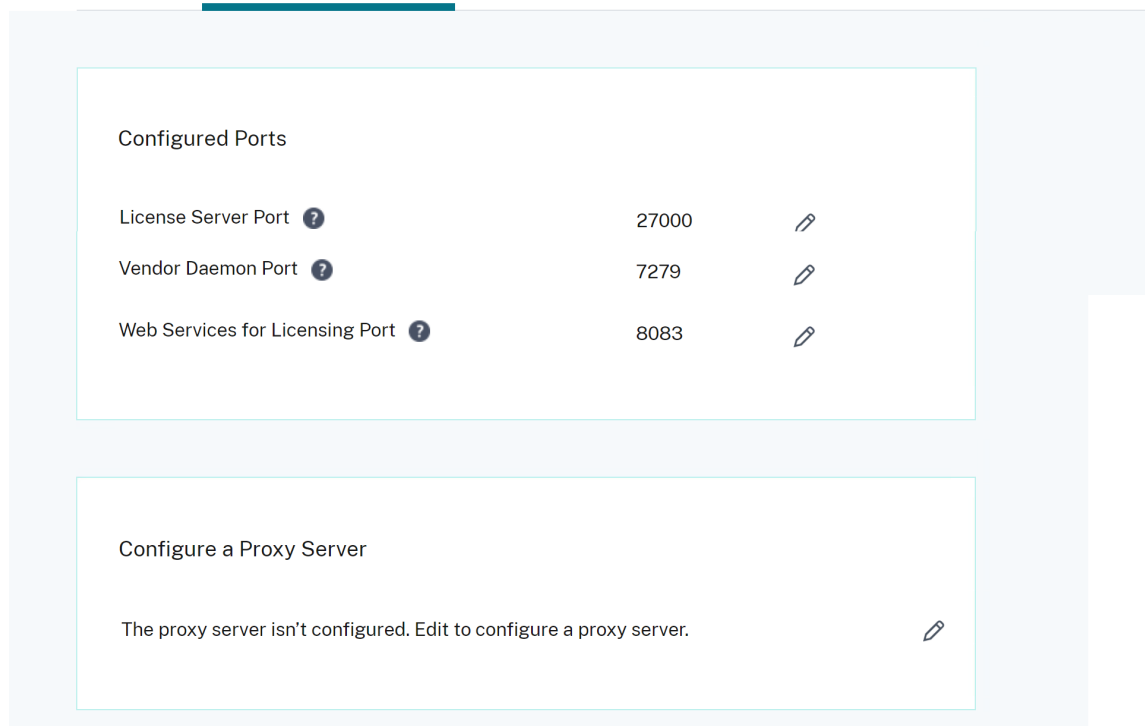 Configured Ports
License Server Port ? 27000
Vendor Daemon Port ? 7279
Web Services for Licensing Port ? 8083
Configure a Proxy Server
The proxy server isn’t configured. Edit to configure a proxy server.